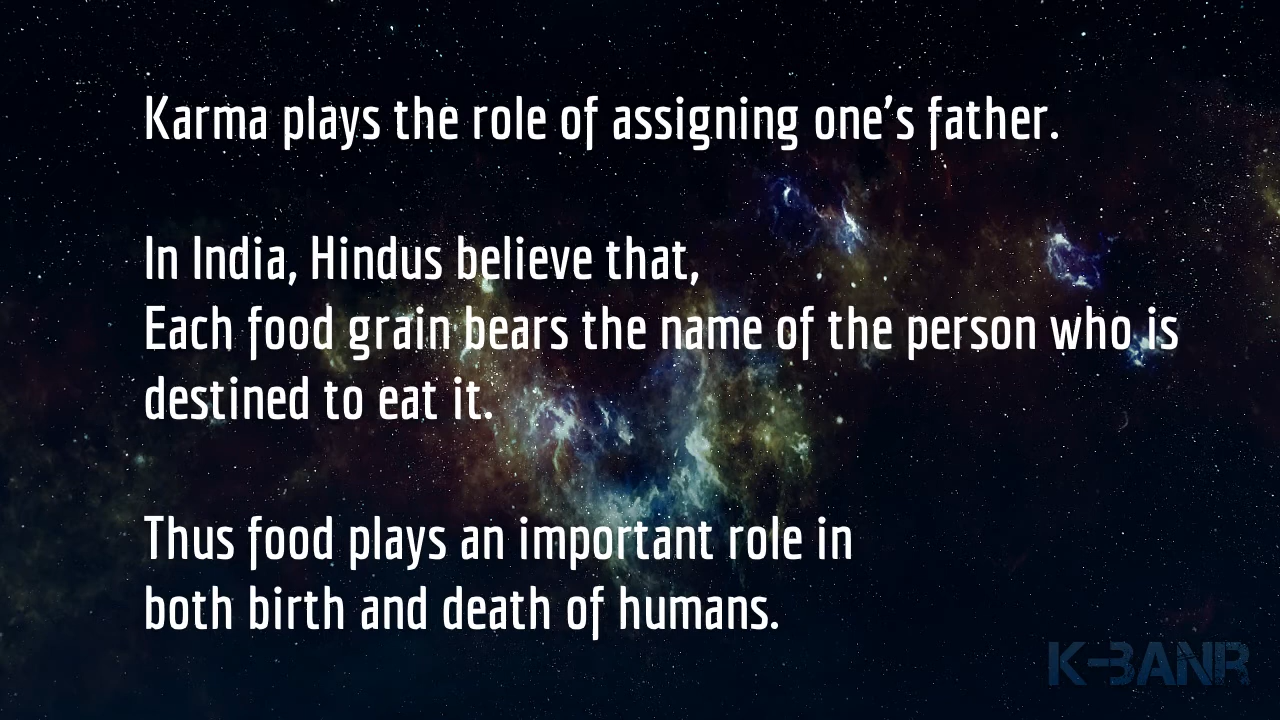 Karma plays the role of assigning one’s father.
In India, Hindus believe that,
Each food grain bears the name of the person who is
destined to eat it.
Thus food plays an important role in
both birth and death of humans.
K-BANR